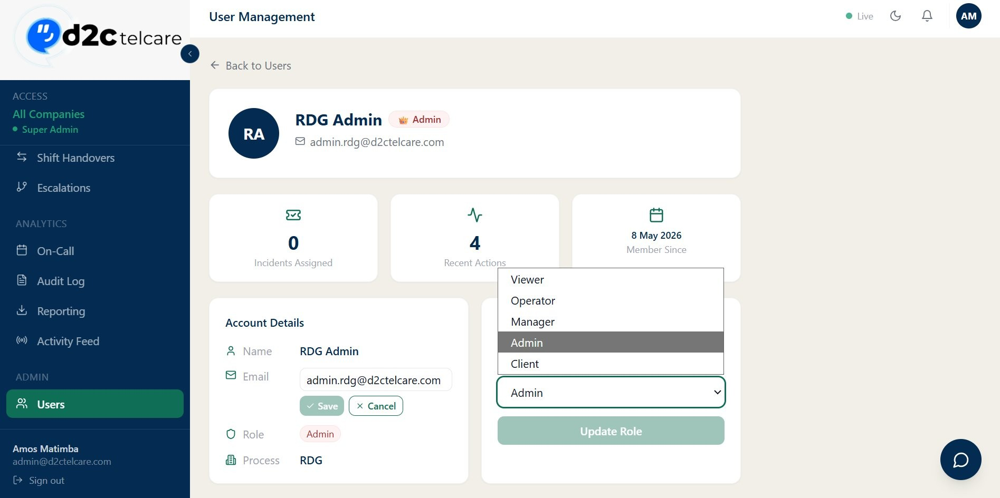 d2c telcare
ACCESS
All Companies
Super Admin
Shift Handovers
Escalations
ANALYTICS
On-Call
Audit Log
Reporting
Activity Feed
ADMIN
Users
Amos Matimba
admin@d2ctelcare.com
Sign out
User Management
Live
AM
Back to Users
RA
RDG Admin
Admin
admin.rdg@d2ctelcare.com
0
Incidents Assigned
4
Recent Actions
8 May 2026
Member Since
Account Details
Name RDG Admin
Email admin.rdg@d2ctelcare.com
Save Cancel
Role Admin
Process RDG
Viewer
Operator
Manager
Admin
Client
Admin
Update Role